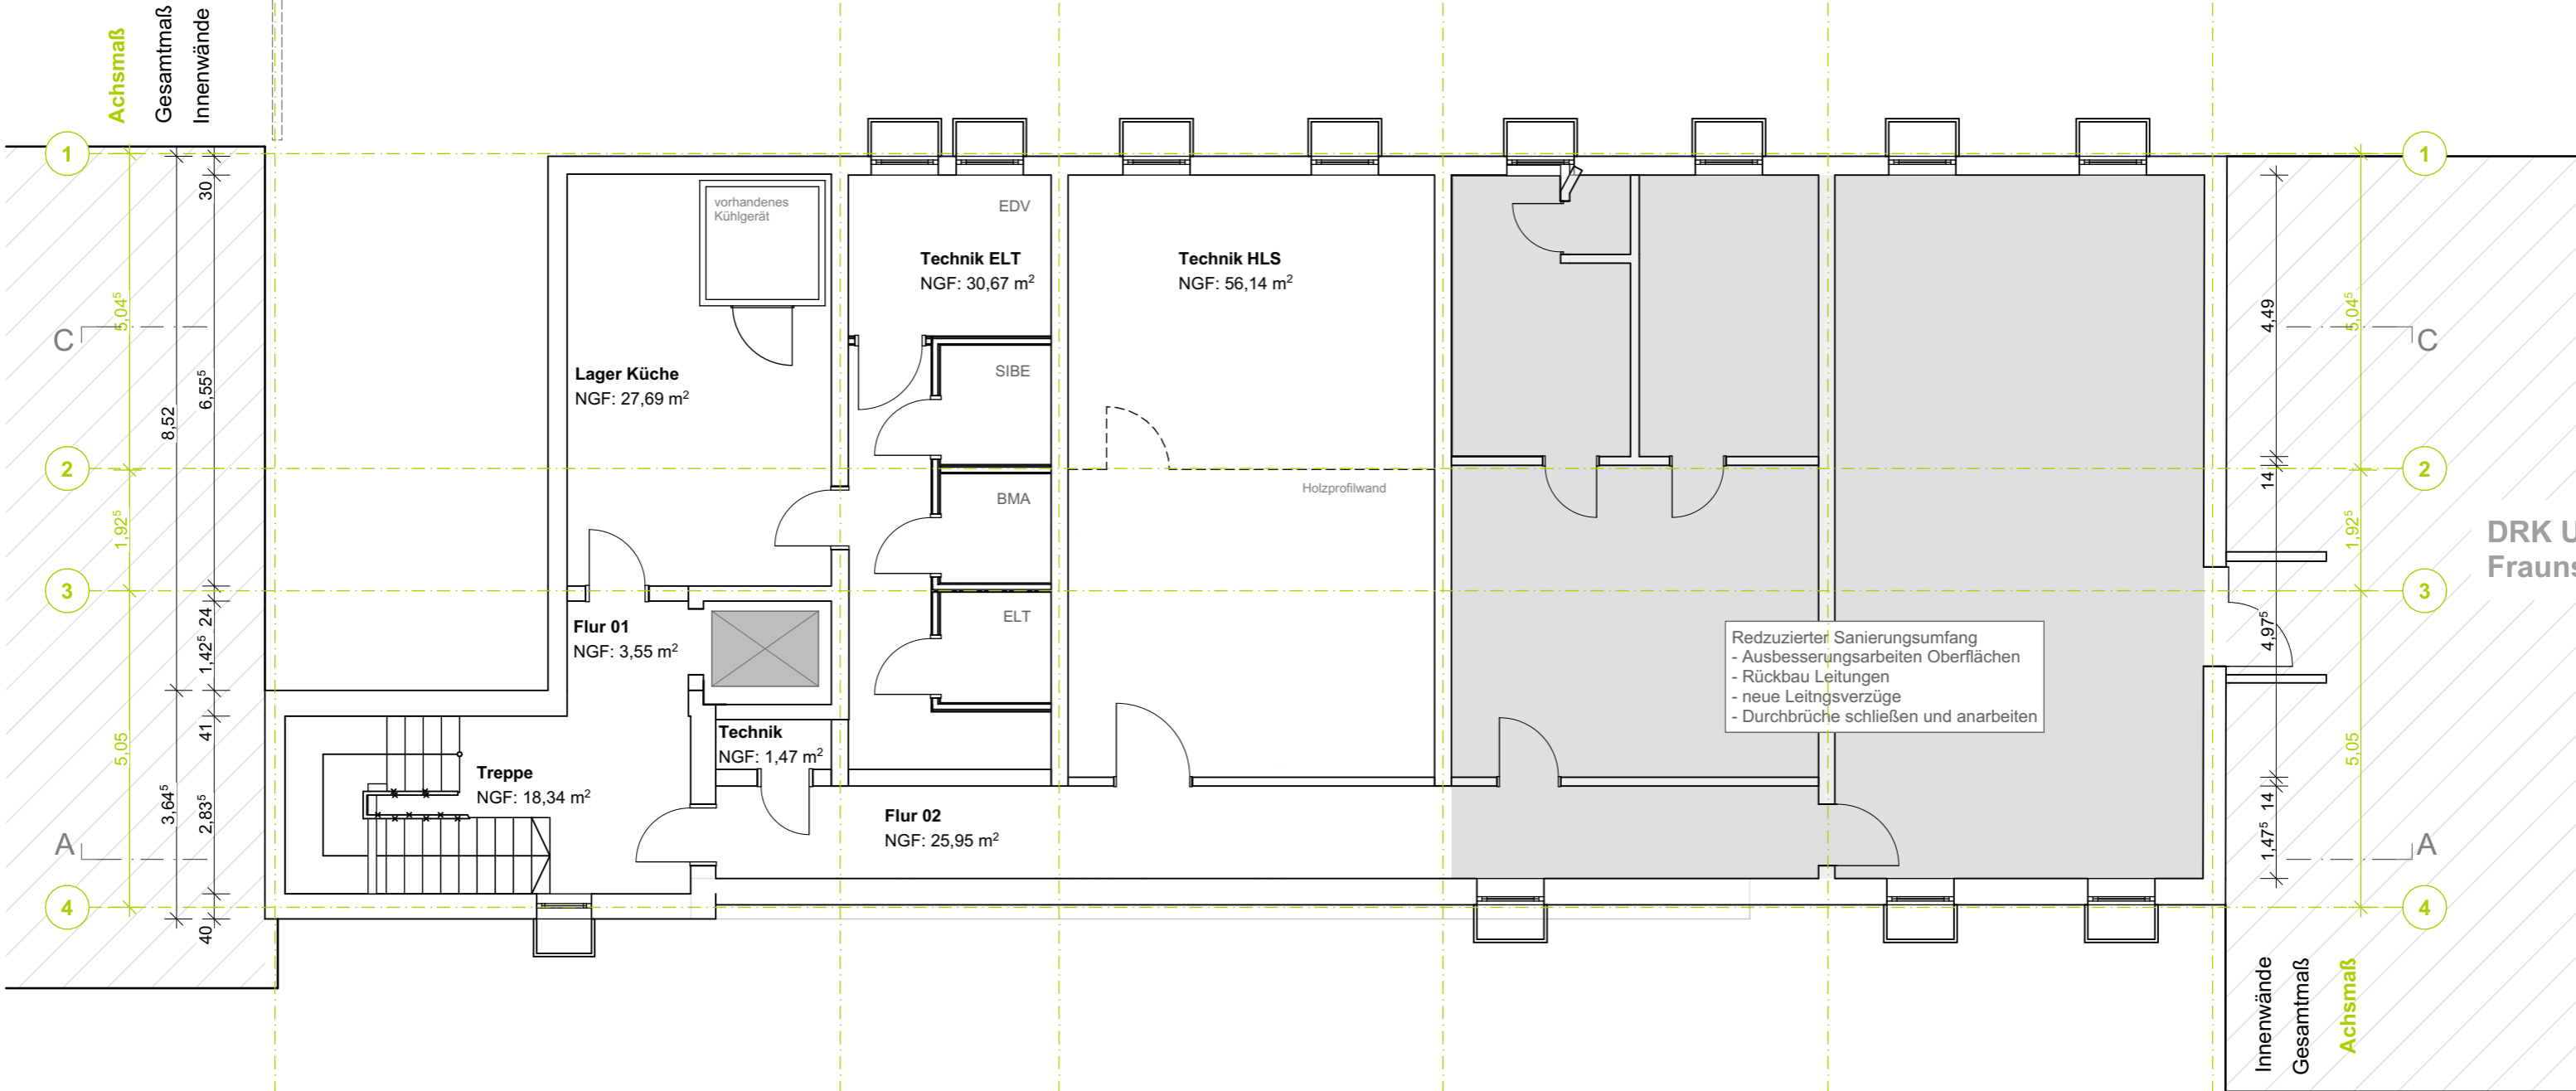 Achsmaß
Gesamtmaß
Innenwände
1
2
3
4
C
A
5,04⁵
1,92⁵
5,05
8,52
3,64⁵
30
6,55⁵
24
1,42⁵
41
2,83⁵
40
vorhandenes
Kühlgerät
Lager Küche
NGF: 27,69 m²
EDV
Technik ELT
NGF: 30,67 m²
SIBE
BMA
ELT
Technik HLS
NGF: 56,14 m²
Holzprofilwand
Flur 01
NGF: 3,55 m²
Technik
NGF: 1,47 m²
Treppe
NGF: 18,34 m²
Flur 02
NGF: 25,95 m²
Redzuzierter Sanierungsumfang
- Ausbesserungsarbeiten Oberflächen
- Rückbau Leitungen
- neue Leitngsverzüge
- Durchbrüche schließen und anarbeiten
4,49
14
4,97⁵
14
1,47⁵
5,04⁵
1,92⁵
5,05
1
2
3
4
C
A
DRK U
Frauns
Innenwände
Gesamtmaß
Achsmaß